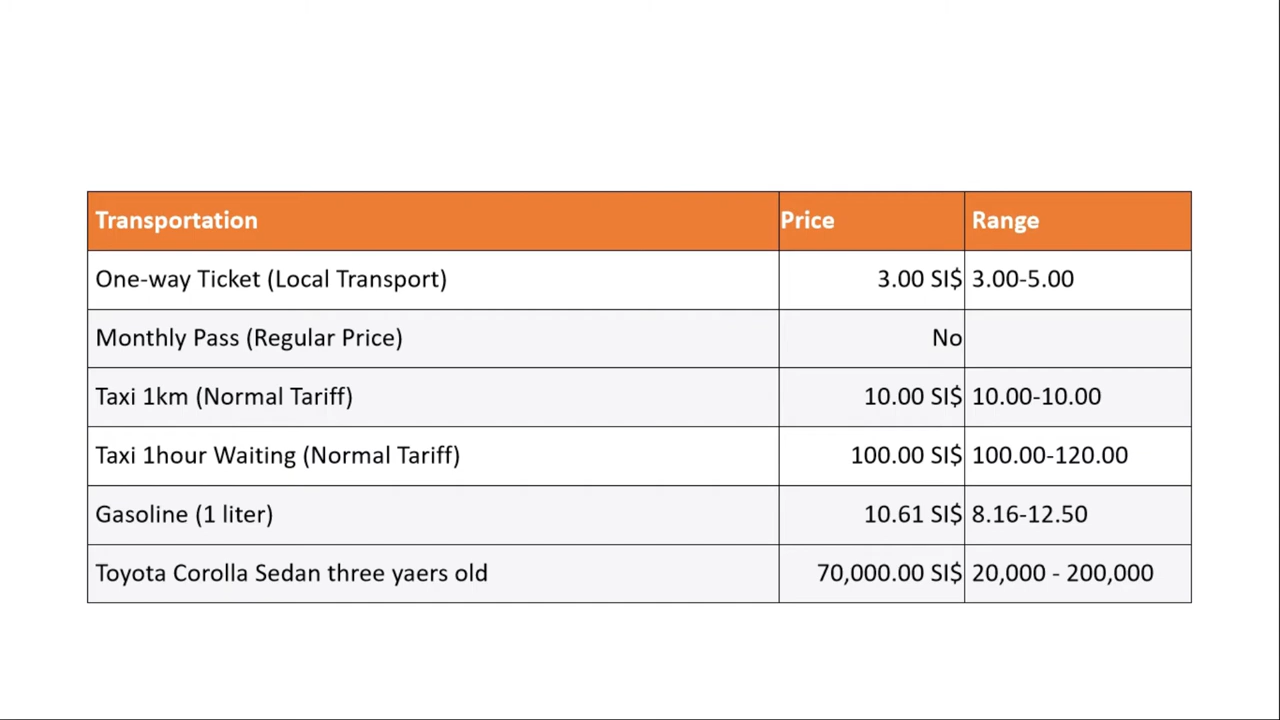 Transportation Price Range
One-way Ticket (Local Transport) 3.00 SI$ 3.00-5.00
Monthly Pass (Regular Price) No
Taxi 1km (Normal Tariff) 10.00 SI$ 10.00-10.00
Taxi 1hour Waiting (Normal Tariff) 100.00 SI$ 100.00-120.00
Gasoline (1 liter) 10.61 SI$ 8.16-12.50
Toyota Corolla Sedan three yaers old 70,000.00 SI$ 20,000 - 200,000